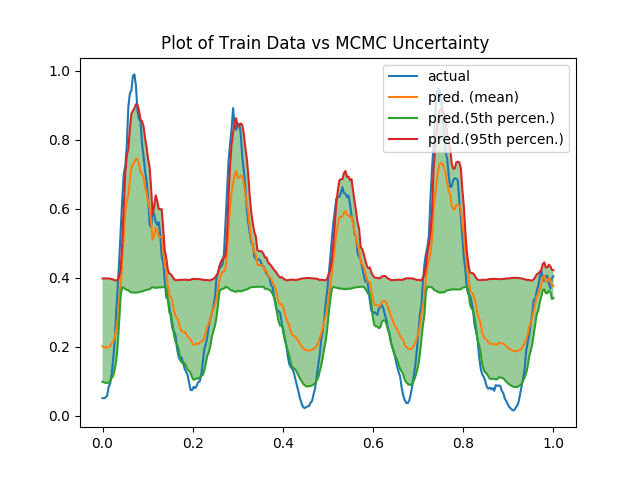 Plot of Train Data vs MCMC Uncertainty
actual
pred. (mean)
pred.(5th percen.)
pred.(95th percen.)
1.0
0.8
0.6
0.4
0.2
0.0
0.0 0.2 0.4 0.6 0.8 1.0